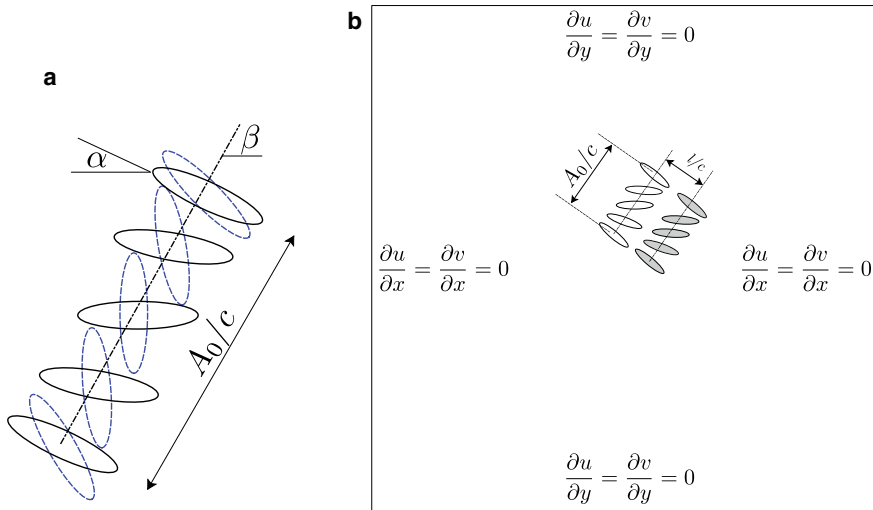 a
α
β
A₀/c
b
∂u/∂y = ∂v/∂y = 0
A₀/c
l/c
∂u/∂x = ∂v/∂x = 0
∂u/∂x = ∂v/∂x = 0
∂u/∂y = ∂v/∂y = 0